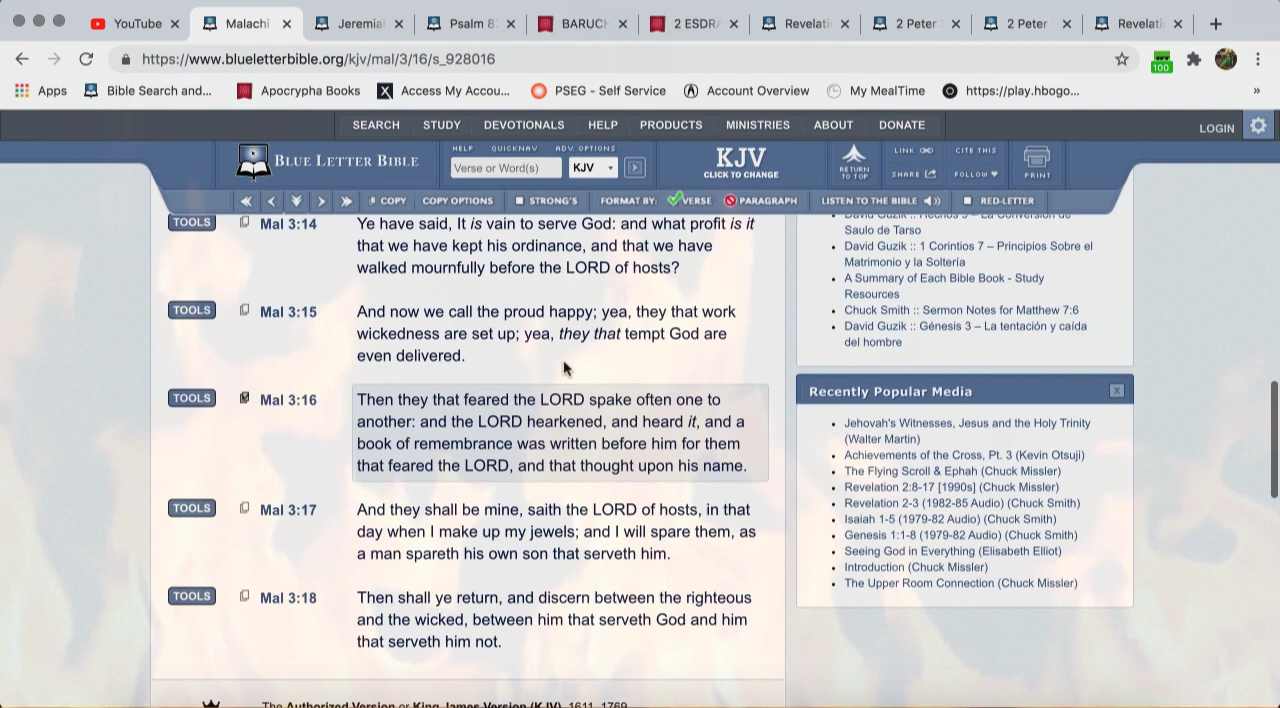 YouTube
Malachi
Jeremia
Psalm 8
BARUCH
2 ESDRA
Revelati
2 Peter
2 Peter
Revelati
https://www.blueletterbible.org/kjv/mal/3/16/s_928016
100
Apps
Bible Search and...
Apocrypha Books
Access My Accou...
PSEG - Self Service
Account Overview
My MealTime
https://play.hbogo...
»
SEARCH
STUDY
DEVOTIONALS
HELP
PRODUCTS
MINISTRIES
ABOUT
DONATE
LOGIN
BLUE LETTER BIBLE
HELP QUICKNAV ADV. OPTIONS
Verse or Word(s)
KJV
KJV
CLICK TO CHANGE
RETURN
TO TOP
LINK
CITE THIS
SHARE
FOLLOW
PRINT
COPY
COPY OPTIONS
STRONG'S
FORMAT BY:
VERSE
PARAGRAPH
LISTEN TO THE BIBLE
RED-LETTER
TOOLS
Mal 3:14
Ye have said, It is vain to serve God: and what profit is it
that we have kept his ordinance, and that we have
walked mournfully before the LORD of hosts?
TOOLS
Mal 3:15
And now we call the proud happy; yea, they that work
wickedness are set up; yea, they that tempt God are
even delivered.
TOOLS
Mal 3:16
Then they that feared the LORD spake often one to
another: and the LORD hearkened, and heard it, and a
book of remembrance was written before him for them
that feared the LORD, and that thought upon his name.
TOOLS
Mal 3:17
And they shall be mine, saith the LORD of hosts, in that
day when I make up my jewels; and I will spare them, as
a man spareth his own son that serveth him.
TOOLS
Mal 3:18
Then shall ye return, and discern between the righteous
and the wicked, between him that serveth God and him
that serveth him not.
The Authorized Version or King James Version (KJV), 1611, 1769
David Guzik :: Hechos 9 – La Conversión de
Saulo de Tarso
David Guzik :: 1 Corintios 7 – Principios Sobre el
Matrimonio y la Soltería
A Summary of Each Bible Book - Study
Resources
Chuck Smith :: Sermon Notes for Matthew 7:6
David Guzik :: Génesis 3 – La tentación y caída
del hombre
Recently Popular Media
Jehovah's Witnesses, Jesus and the Holy Trinity
(Walter Martin)
Achievements of the Cross, Pt. 3 (Kevin Otsuji)
The Flying Scroll & Ephah (Chuck Missler)
Revelation 2:8-17 [1990s] (Chuck Missler)
Revelation 2-3 (1982-85 Audio) (Chuck Smith)
Isaiah 1-5 (1979-82 Audio) (Chuck Smith)
Genesis 1:1-8 (1979-82 Audio) (Chuck Smith)
Seeing God in Everything (Elisabeth Elliot)
Introduction (Chuck Missler)
The Upper Room Connection (Chuck Missler)